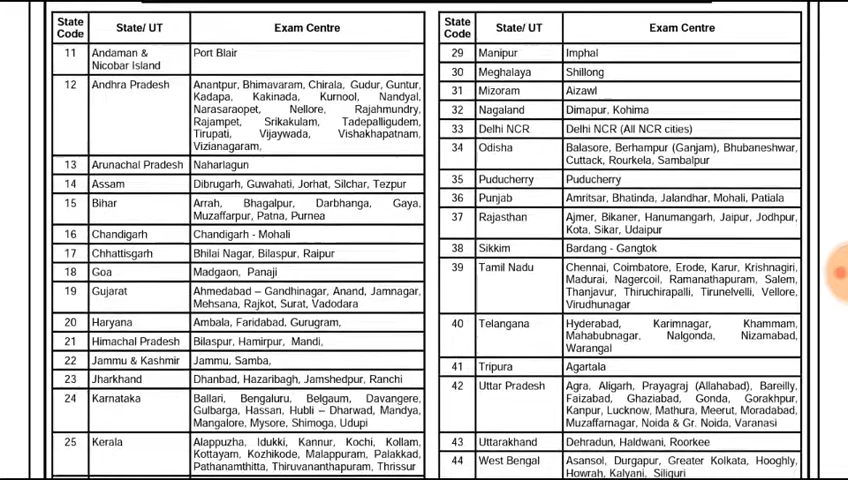 State Code State/ UT Exam Centre
11 Andaman & Port Blair
Nicobar Island
12 Andhra Pradesh Anantpur, Bhimavaram, Chirala, Gudur, Guntur,
Kadapa, Kakinada, Kurnool, Nandyal,
Narasaraopet, Nellore, Rajahmundry,
Rajampet, Srikakulam, Tadepalligudem,
Tirupati, Vijaywada, Vishakhapatnam,
Vizianagaram,
13 Arunachal Pradesh Naharlagun
14 Assam Dibrugarh, Guwahati, Jorhat, Silchar, Tezpur
15 Bihar Arrah, Bhagalpur, Darbhanga, Gaya,
Muzaffarpur, Patna, Purnea
16 Chandigarh Chandigarh - Mohali
17 Chhattisgarh Bhilai Nagar, Bilaspur, Raipur
18 Goa Madgaon, Panaji
19 Gujarat Ahmedabad – Gandhinagar, Anand, Jamnagar,
Mehsana, Rajkot, Surat, Vadodara
20 Haryana Ambala, Faridabad, Gurugram,
21 Himachal Pradesh Bilaspur, Hamirpur, Mandi,
22 Jammu & Kashmir Jammu, Samba,
23 Jharkhand Dhanbad, Hazaribagh, Jamshedpur, Ranchi
24 Karnataka Ballari, Bengaluru, Belgaum, Davangere,
Gulbarga, Hassan, Hubli – Dharwad, Mandya,
Mangalore, Mysore, Shimoga, Udupi
25 Kerala Alappuzha, Idukki, Kannur, Kochi, Kollam,
Kottayam, Kozhikode, Malappuram, Palakkad,
Pathanamthitta, Thiruvananthapuram, Thrissur
State Code State/ UT Exam Centre
29 Manipur Imphal
30 Meghalaya Shillong
31 Mizoram Aizawl
32 Nagaland Dimapur, Kohima
33 Delhi NCR Delhi NCR (All NCR cities)
34 Odisha Balasore, Berhampur (Ganjam), Bhubaneshwar,
Cuttack, Rourkela, Sambalpur
35 Puducherry Puducherry
36 Punjab Amritsar, Bhatinda, Jalandhar, Mohali, Patiala
37 Rajasthan Ajmer, Bikaner, Hanumangarh, Jaipur, Jodhpur,
Kota, Sikar, Udaipur
38 Sikkim Bardang - Gangtok
39 Tamil Nadu Chennai, Coimbatore, Erode, Karur, Krishnagiri,
Madurai, Nagercoil, Ramanathapuram, Salem,
Thanjavur, Thiruchirapalli, Tirunelvelli, Vellore,
Virudhunagar
40 Telangana Hyderabad, Karimnagar, Khammam,
Mahabubnagar, Nalgonda, Nizamabad,
Warangal
41 Tripura Agartala
42 Uttar Pradesh Agra, Aligarh, Prayagraj (Allahabad), Bareilly,
Faizabad, Ghaziabad, Gonda, Gorakhpur,
Kanpur, Lucknow, Mathura, Meerut, Moradabad,
Muzaffarnagar, Noida & Gr. Noida, Varanasi
43 Uttarakhand Dehradun, Haldwani, Roorkee
44 West Bengal Asansol, Durgapur, Greater Kolkata, Hooghly,
Howrah, Kalyani, Siliguri